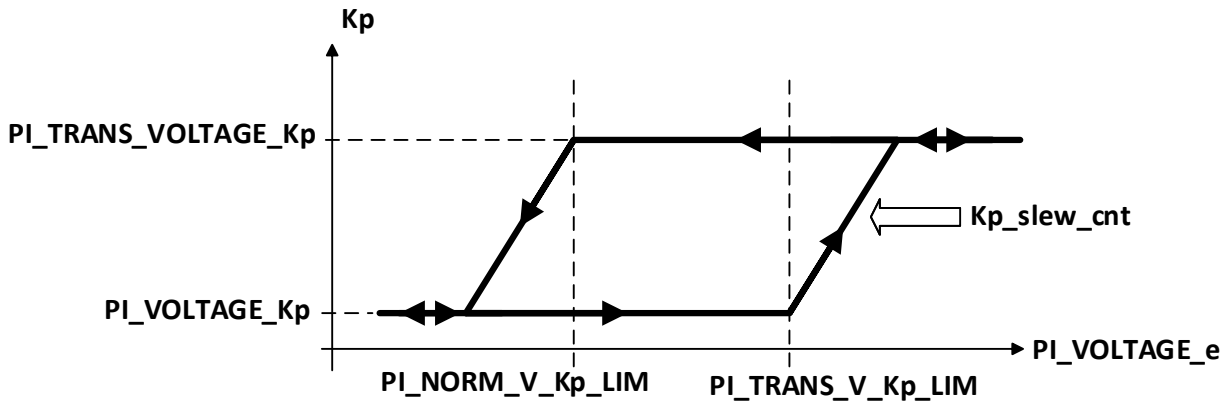 Kp
PI_TRANS_VOLTAGE_Kp
Kp_slew_cnt
PI_VOLTAGE_Kp
PI_VOLTAGE_e
PI_NORM_V_Kp_LIM
PI_TRANS_V_Kp_LIM